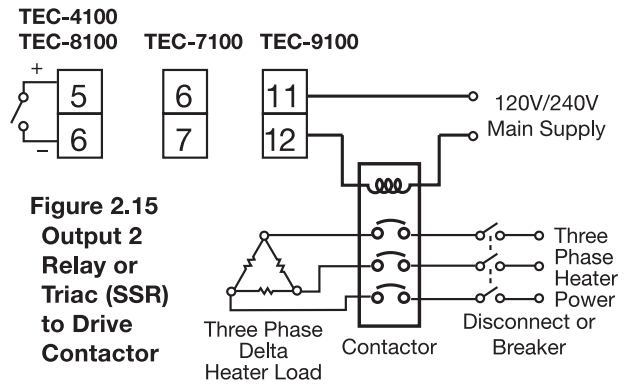 TEC-4100
TEC-8100 TEC-7100 TEC-9100
+
5 6 11
6 7 12
–
120V/240V
Main Supply
Figure 2.15
Output 2
Relay or
Triac (SSR)
to Drive
Contactor
Three Phase
Delta
Heater Load
Contactor
Three
Phase
Heater
Power
Disconnect or
Breaker